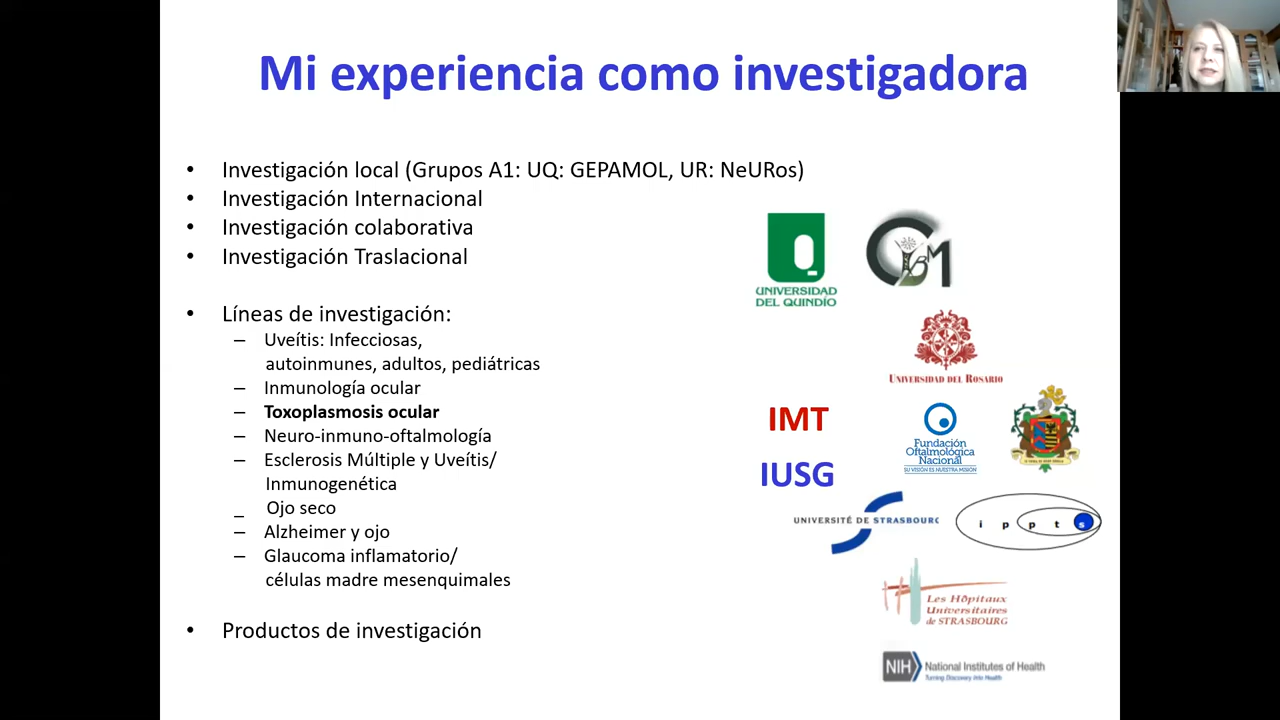 Mi experiencia como investigadora
• Investigación local (Grupos A1: UQ: GEPAMOL, UR: NeURos)
• Investigación Internacional
• Investigación colaborativa
• Investigación Traslacional
• Líneas de investigación:
– Uveítis: Infecciosas,
autoinmunes, adultos, pediátricas
– Inmunología ocular
– Toxoplasmosis ocular
– Neuro-inmuno-oftalmología
– Esclerosis Múltiple y Uveítis/
Inmunogenética
_ Ojo seco
– Alzheimer y ojo
– Glaucoma inflamatorio/
células madre mesenquimales
• Productos de investigación
UNIVERSIDAD
DEL QUINDÍO
UNIVERSIDAD DEL ROSARIO
IMT
IUSG
Fundación
Oftalmológica
Nacional
SU VISIÓN ES NUESTRA MISIÓN
UNIVERSITÉ DE STRASBOURG
i p p t s
Les Hôpitaux
Universitaires
de STRASBOURG
NIH National Institutes of Health
Turning Discovery Into Health